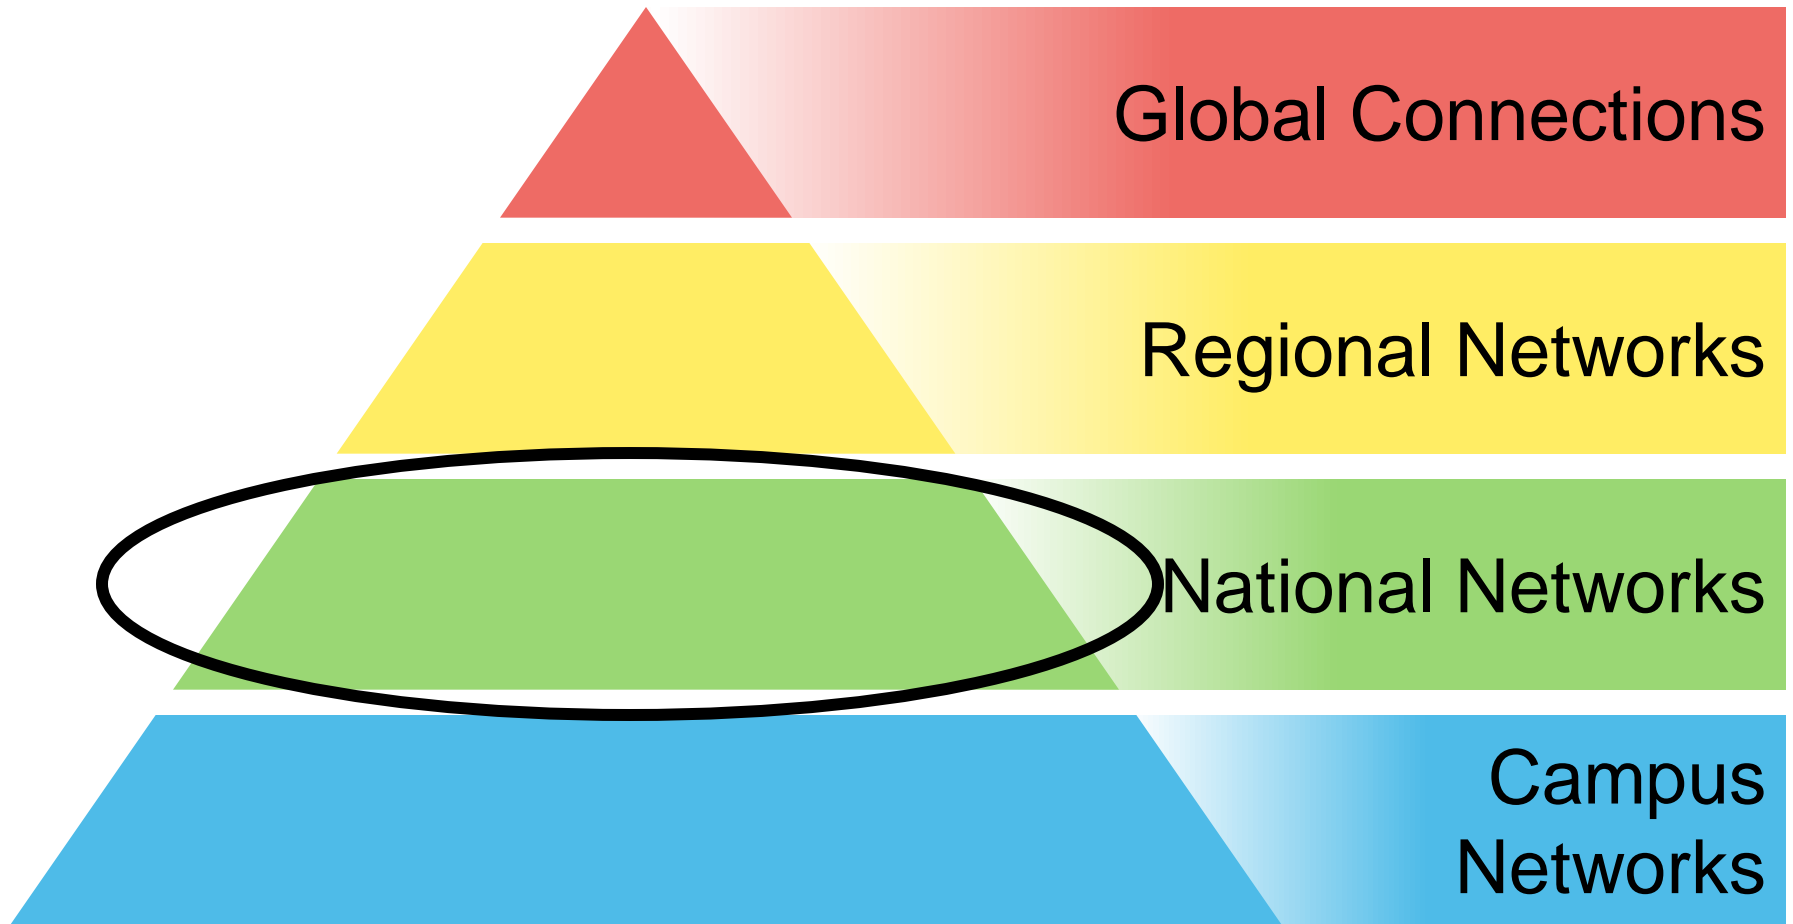 Global Connections
Regional Networks
National Networks
Campus
Networks